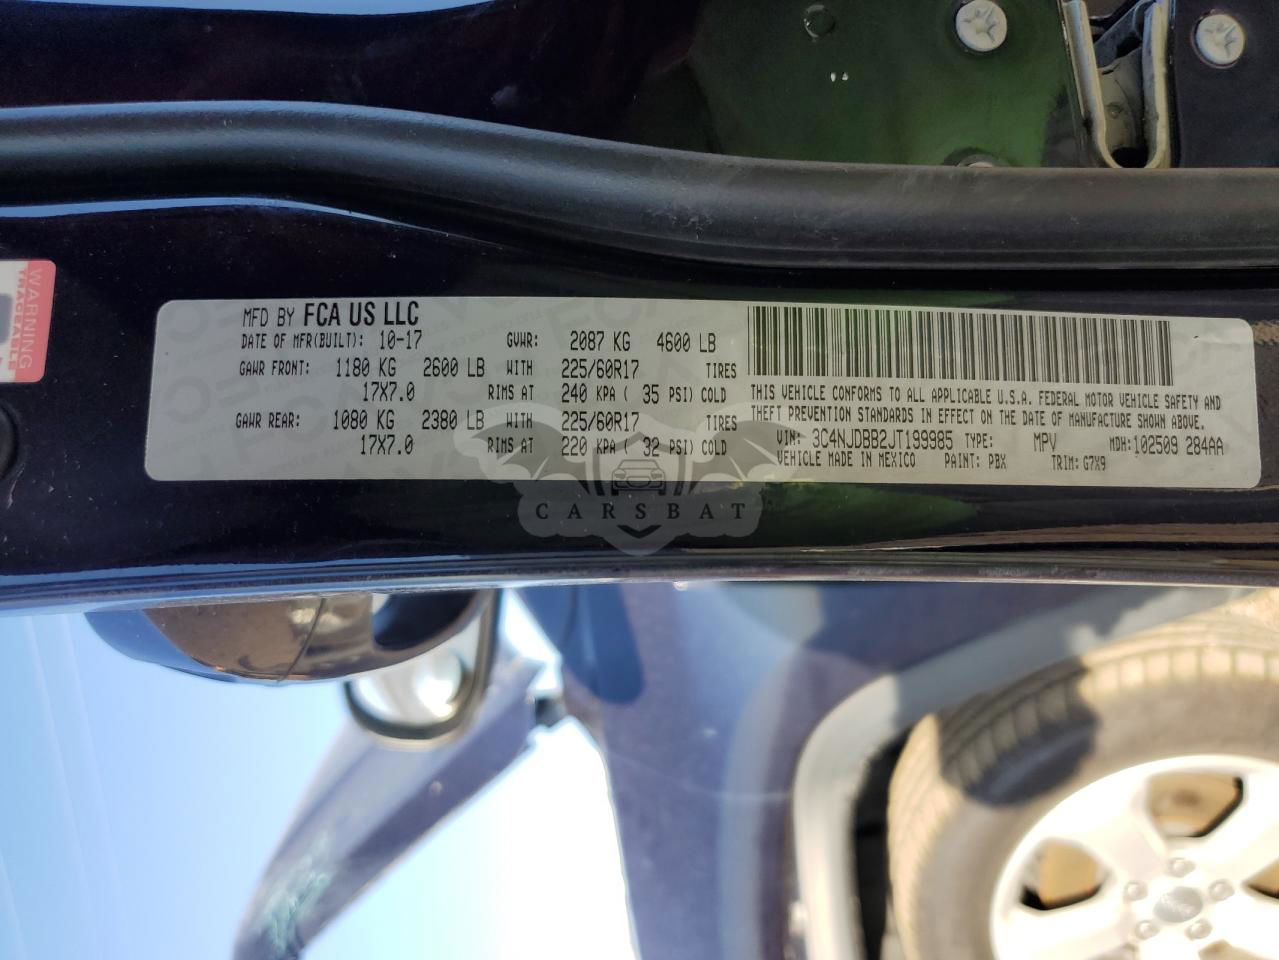 WARNING
MFD BY FCA US LLC
DATE OF MFR(BUILT): 10-17 GVWR: 2087 KG 4600 LB
GAWR FRONT: 1180 KG 2600 LB WITH 225/60R17 TIRES
17X7.0 RIMS AT 240 KPA ( 35 PSI) COLD
GAWR REAR: 1080 KG 2380 LB WITH 225/60R17 TIRES
17X7.0 RIMS AT 220 KPA ( 32 PSI) COLD
THIS VEHICLE CONFORMS TO ALL APPLICABLE U.S.A. FEDERAL MOTOR VEHICLE SAFETY AND
THEFT PREVENTION STANDARDS IN EFFECT ON THE DATE OF MANUFACTURE SHOWN ABOVE.
VIN: 3C4NJDBB2JT199985 TYPE: MPV MDH:102509 284AA
VEHICLE MADE IN MEXICO PAINT: PBX TRIM: G7X9
CARSBAT